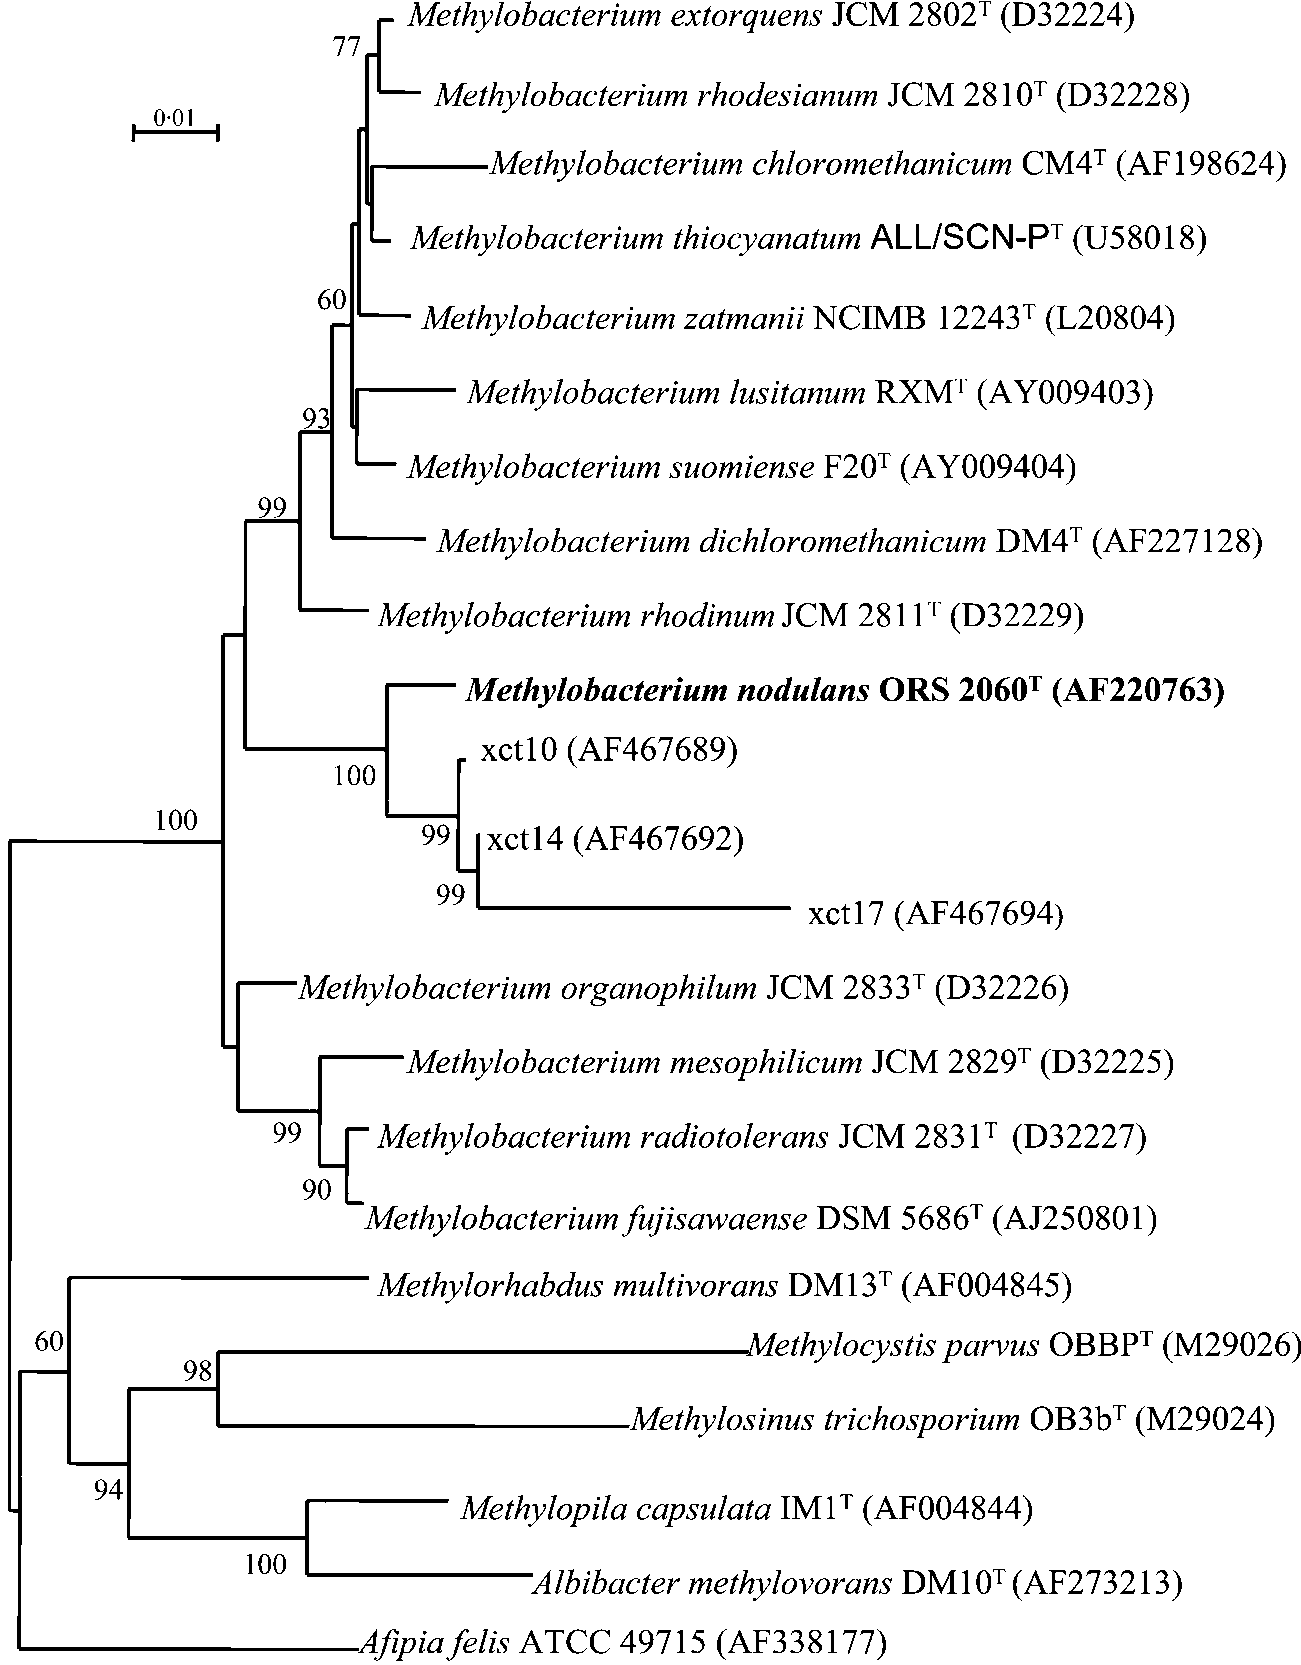 Methylobacterium extorquens JCM 2802ᵀ (D32224)
77
Methylobacterium rhodesianum JCM 2810ᵀ (D32228)
0·01
Methylobacterium chloromethanicum CM4ᵀ (AF198624)
Methylobacterium thiocyanatum ALL/SCN-Pᵀ (U58018)
60
Methylobacterium zatmanii NCIMB 12243ᵀ (L20804)
Methylobacterium lusitanum RXMᵀ (AY009403)
93
Methylobacterium suomiense F20ᵀ (AY009404)
99
Methylobacterium dichloromethanicum DM4ᵀ (AF227128)
Methylobacterium rhodinum JCM 2811ᵀ (D32229)
Methylobacterium nodulans ORS 2060ᵀ (AF220763)
xct10 (AF467689)
100
100
99
xct14 (AF467692)
99
xct17 (AF467694)
Methylobacterium organophilum JCM 2833ᵀ (D32226)
Methylobacterium mesophilicum JCM 2829ᵀ (D32225)
99
Methylobacterium radiotolerans JCM 2831ᵀ (D32227)
90
Methylobacterium fujisawaense DSM 5686ᵀ (AJ250801)
Methylorhabdus multivorans DM13ᵀ (AF004845)
60
Methylocystis parvus OBBPᵀ (M29026)
98
Methylosinus trichosporium OB3bᵀ (M29024)
94
Methylopila capsulata IM1ᵀ (AF004844)
100
Albibacter methylovorans DM10ᵀ (AF273213)
Afipia felis ATCC 49715 (AF338177)